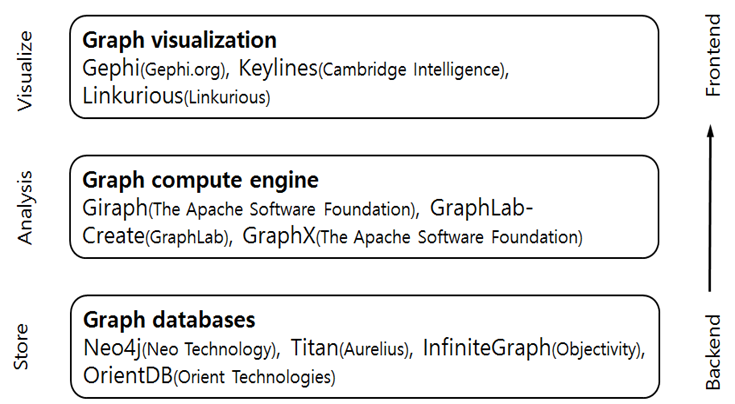 Visualize
Graph visualization
Gephi(Gephi.org), Keylines(Cambridge Intelligence),
Linkurious(Linkurious)
Frontend
Analysis
Graph compute engine
Giraph(The Apache Software Foundation), GraphLab-
Create(GraphLab), GraphX(The Apache Software Foundation)
Store
Graph databases
Neo4j(Neo Technology), Titan(Aurelius), InfiniteGraph(Objectivity),
OrientDB(Orient Technologies)
Backend